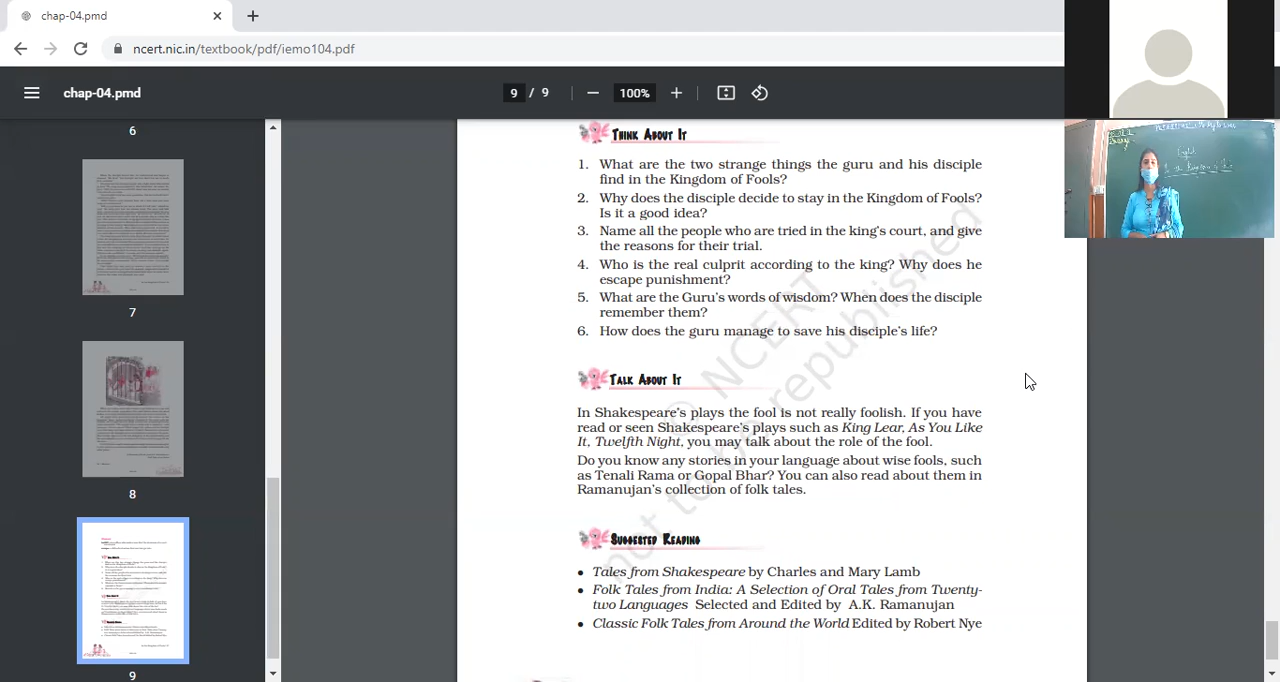 chap-04.pmd
ncert.nic.in/textbook/pdf/iemo104.pdf
chap-04.pmd
9 / 9
100%
6
7
8
9
THINK ABOUT IT
1. What are the two strange things the guru and his disciple
find in the Kingdom of Fools?
2. Why does the disciple decide to stay in the Kingdom of Fools?
Is it a good idea?
3. Name all the people who are tried in the king's court, and give
the reasons for their trial.
4. Who is the real culprit according to the king? Why does he
escape punishment?
5. What are the Guru's words of wisdom? When does the disciple
remember them?
6. How does the guru manage to save his disciple's life?
TALK ABOUT IT
In Shakespeare's plays the fool is not really foolish. If you have
read or seen Shakespeare's plays such as King Lear, As You Like
It, Twelfth Night, you may talk about the role of the fool.
Do you know any stories in your language about wise fools, such
as Tenali Rama or Gopal Bhar? You can also read about them in
Ramanujan's collection of folk tales.
SUGGESTED READING
• Tales from Shakespeare by Charles and Mary Lamb
• Folk Tales from India: A Selection of Oral Tales from Twenty-
two Languages Selected and Edited by A.K. Ramanujan
• Classic Folk Tales from Around the World Edited by Robert Nye
© NCERT
not to be republished
English